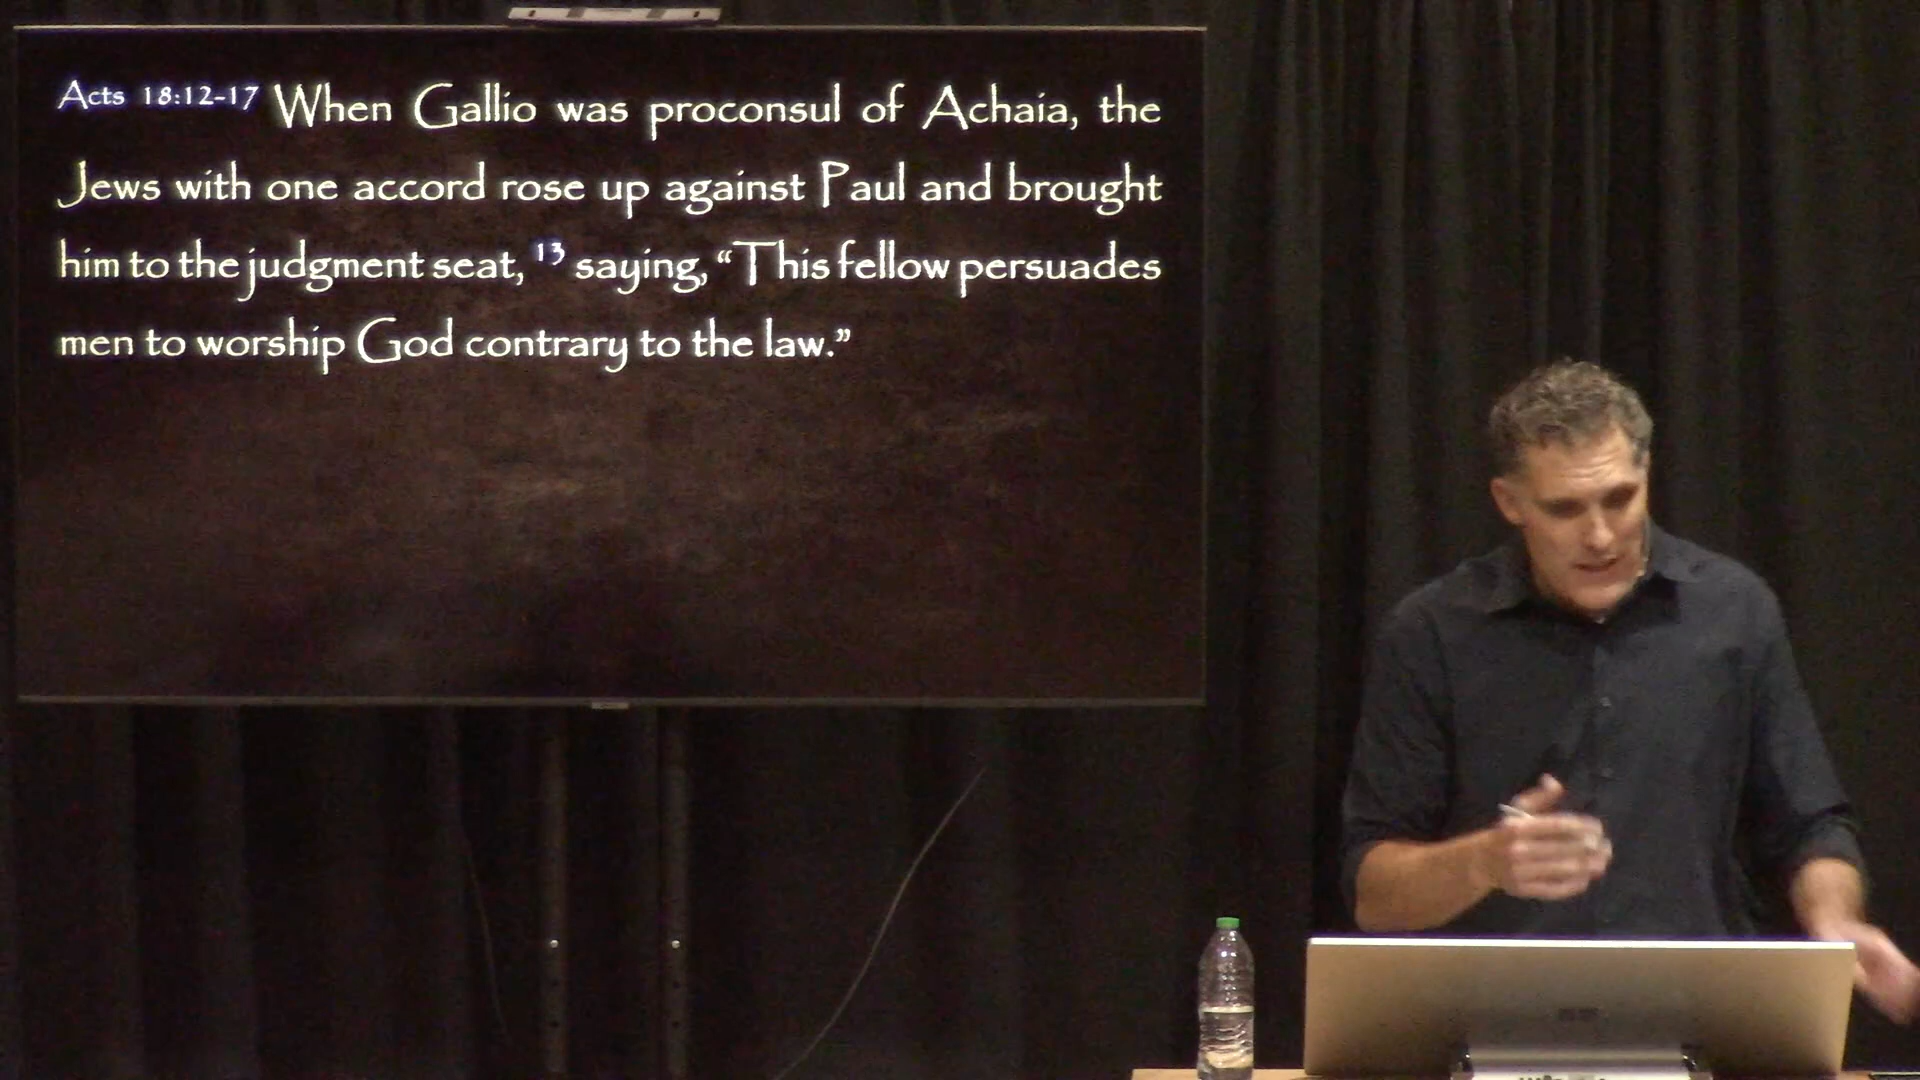 Acts 18:12-17 When Gallio was proconsul of Achaia, the
Jews with one accord rose up against Paul and brought
him to the judgment seat, 13 saying, “This fellow persuades
men to worship God contrary to the law.”